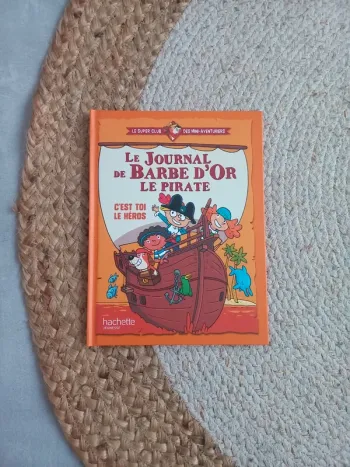 LE SUPER CLUB DES MINI-AVENTURIERS
LE JOURNAL
DE BARBE D'OR
LE PIRATE
C'EST TOI
LE HÉROS
hachette